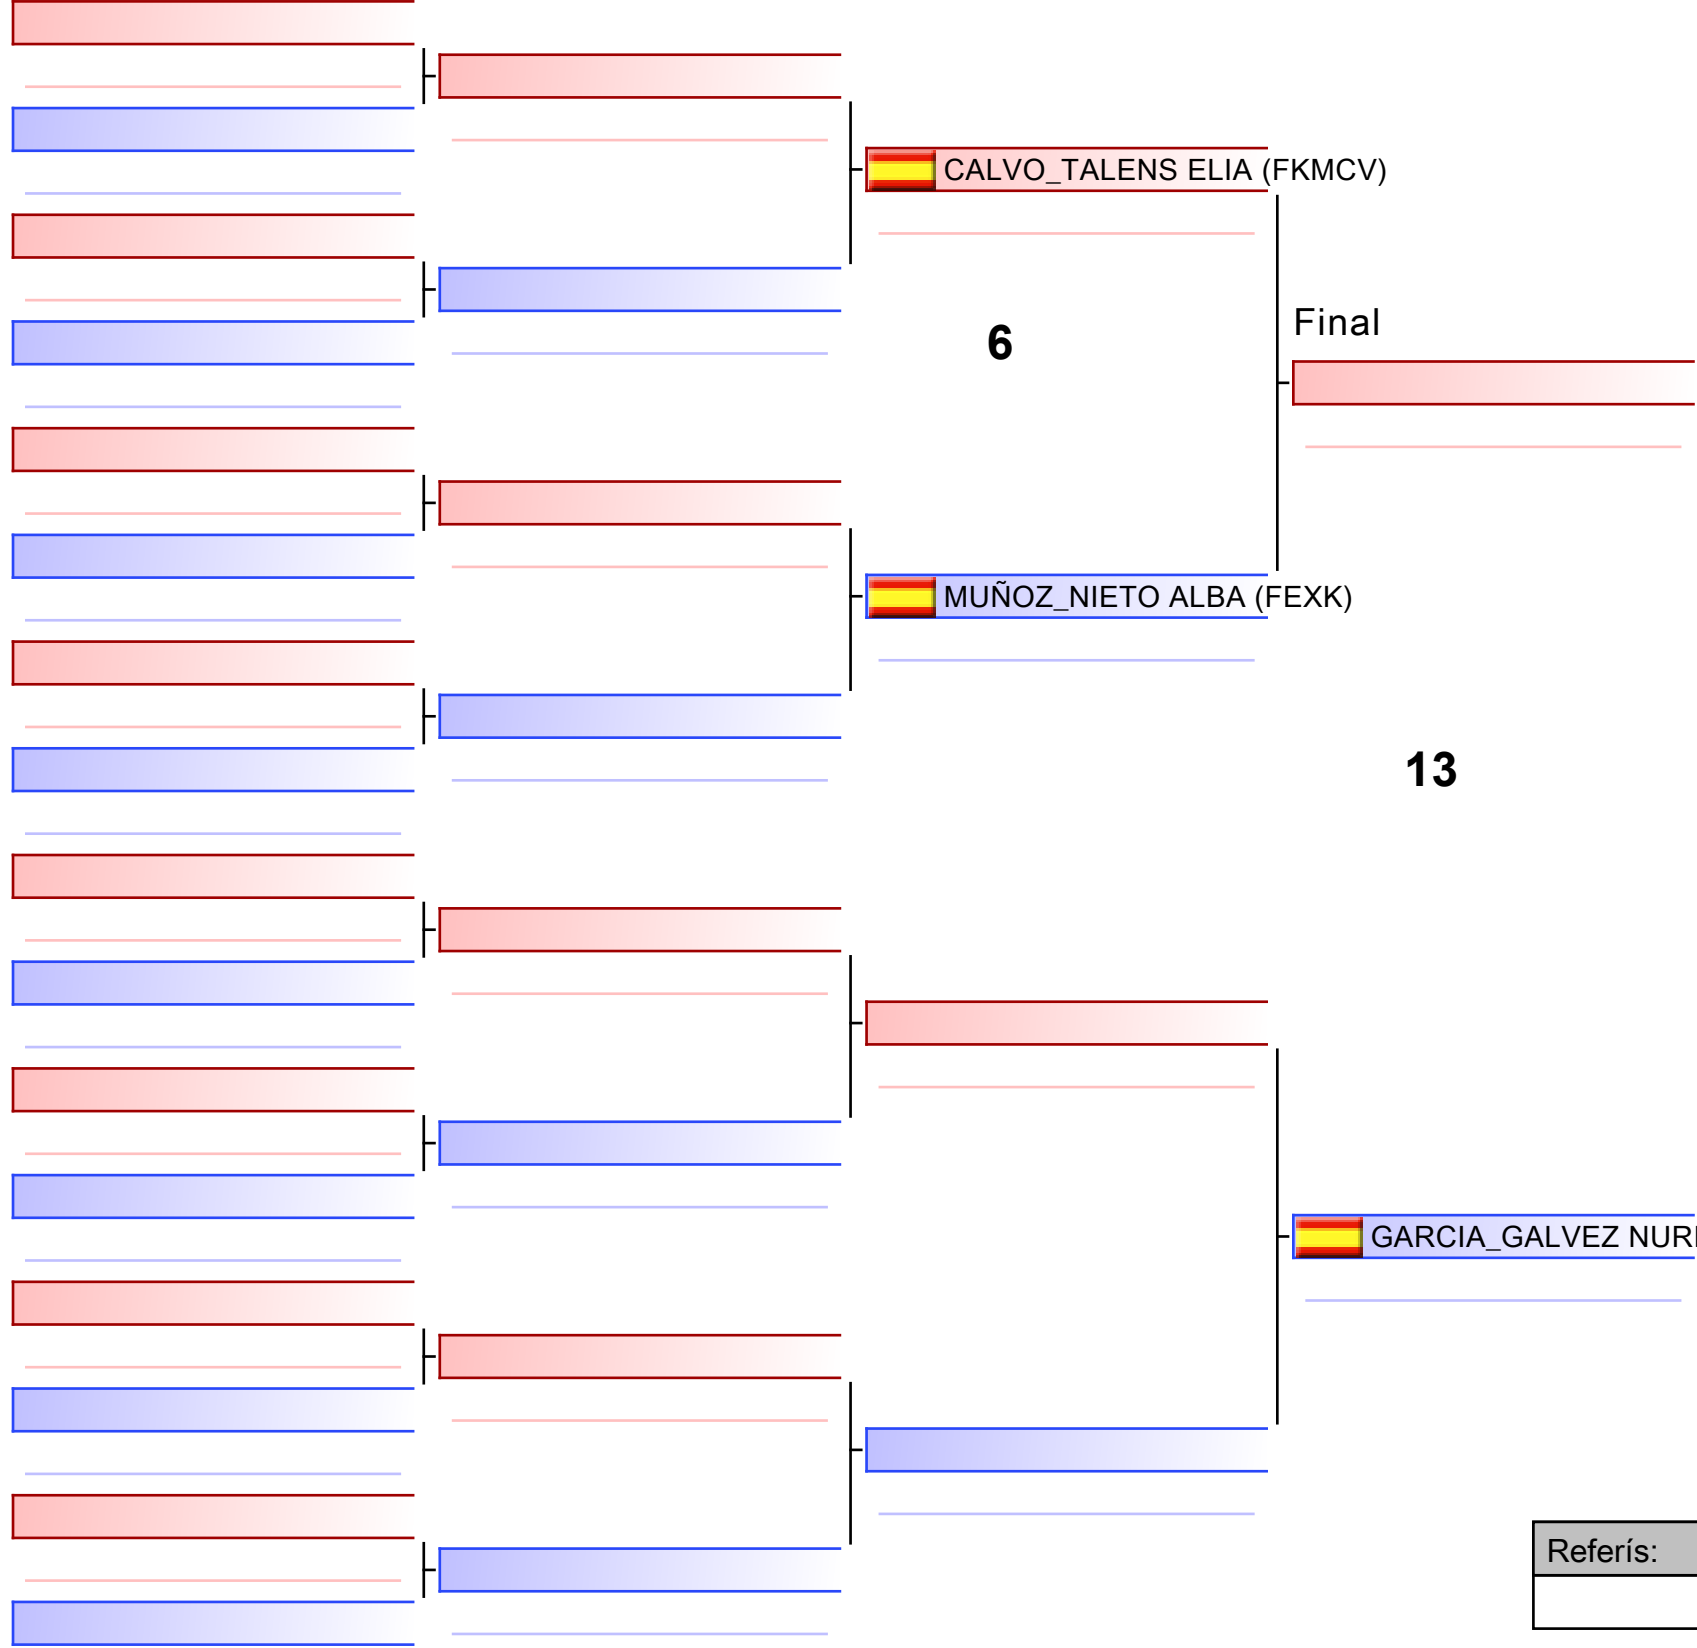 CALVO_TALENS ELIA (FKMCV)
Final
6
MUÑOZ_NIETO ALBA (FEXK)
13
GARCIA_GALVEZ
Referís: